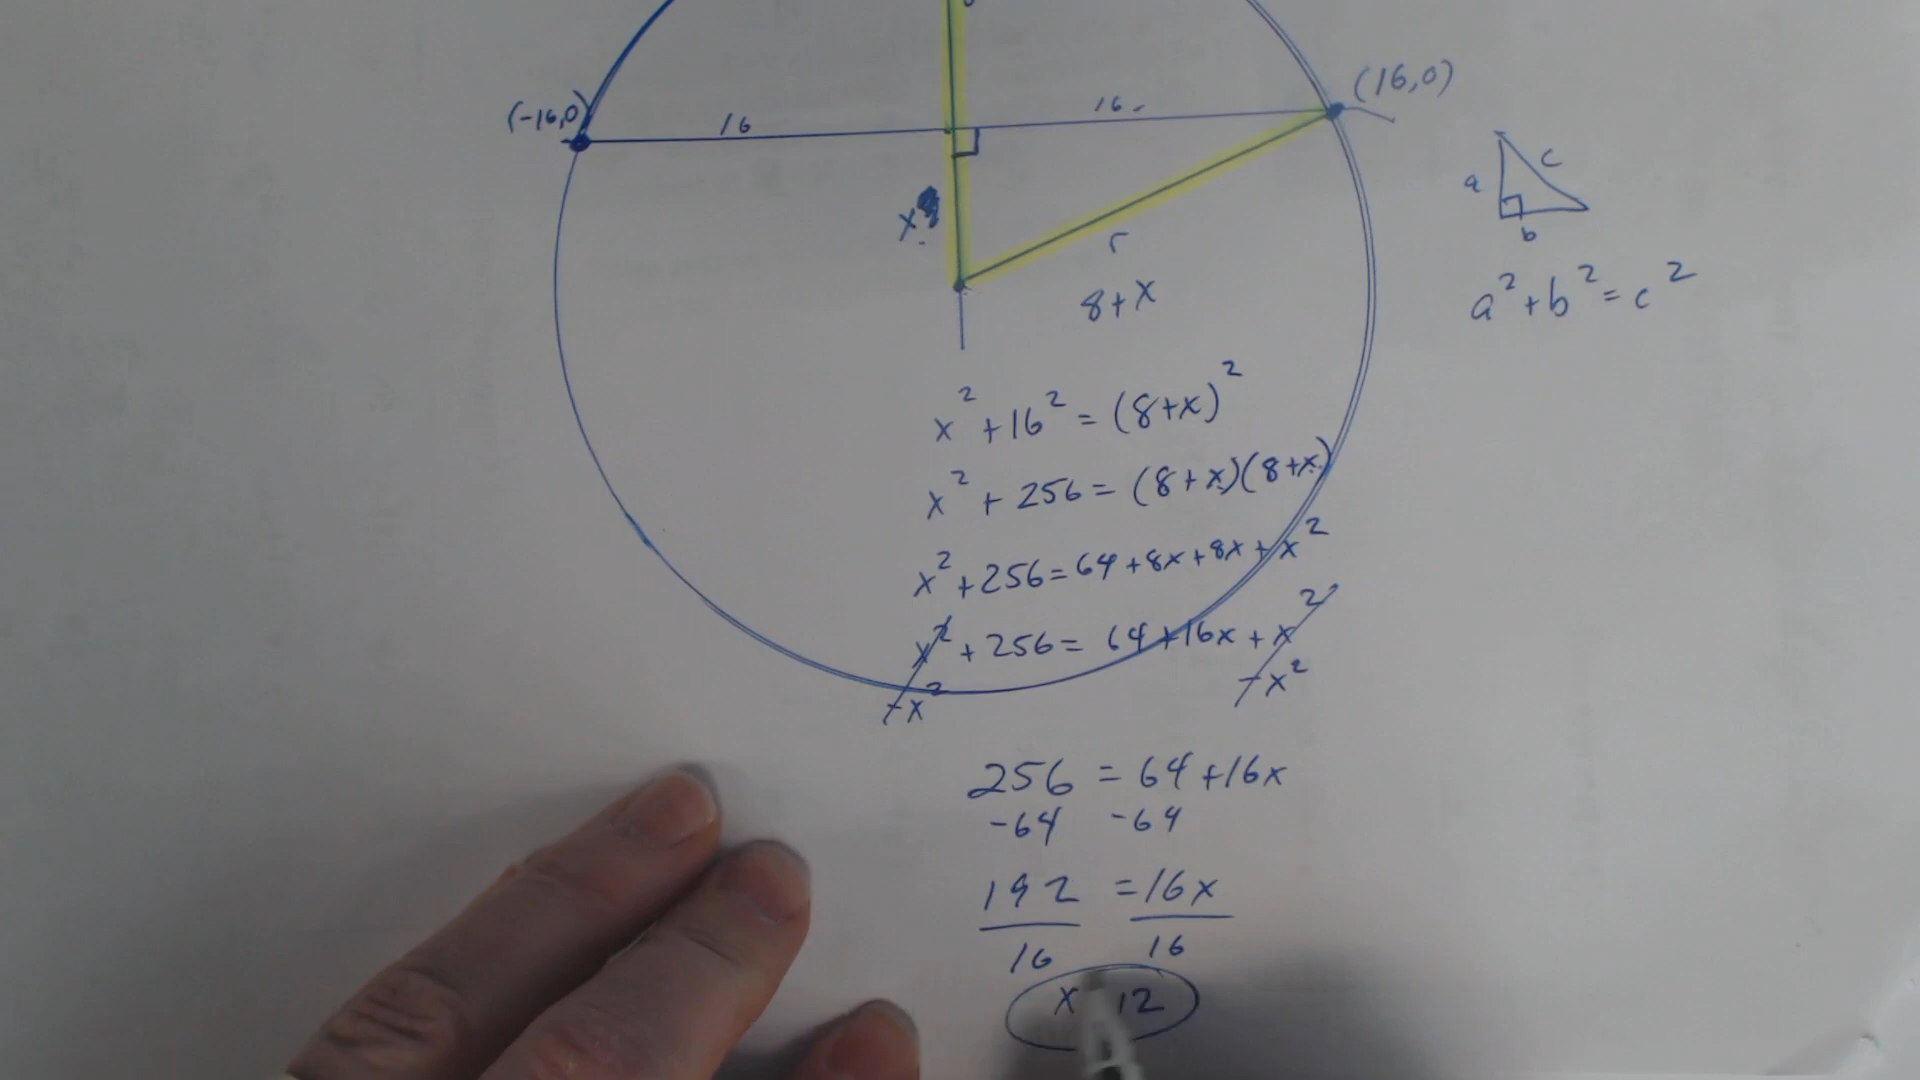 (16,0)
(-16,0)
16
16
c
a
x
r
b
8+x
a²+b²=c²
x²+16²=(8+x)²
x²+256=(8+x)(8+x)
x²+256=64+8x+8x+x²
x²+256=64+16x+x²
-x² -x²
256=64+16x
-64 -64
192 =16x
16 16
x 12